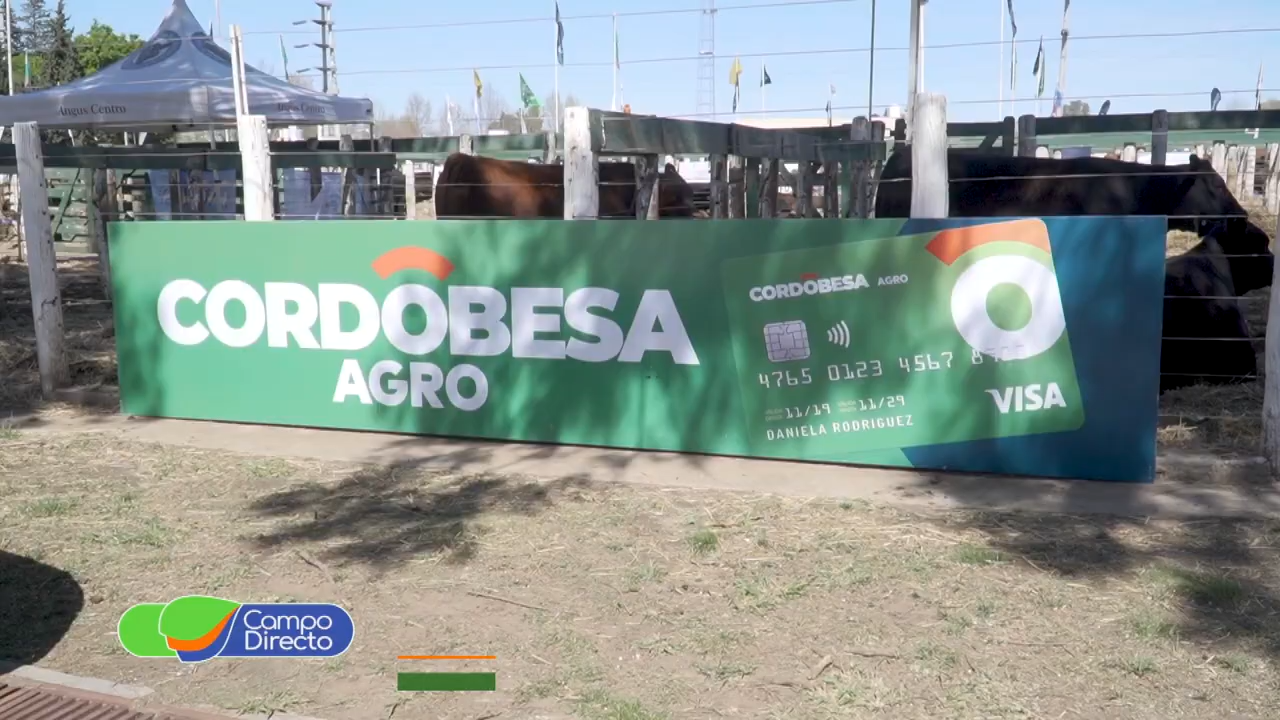 Angus Centro
Angus Centro
CORDOBESA
AGRO
CORDOBESA AGRO
4765 0123 4567
11/19 11/29
DANIELA RODRIGUEZ
VISA
Campo
Directo